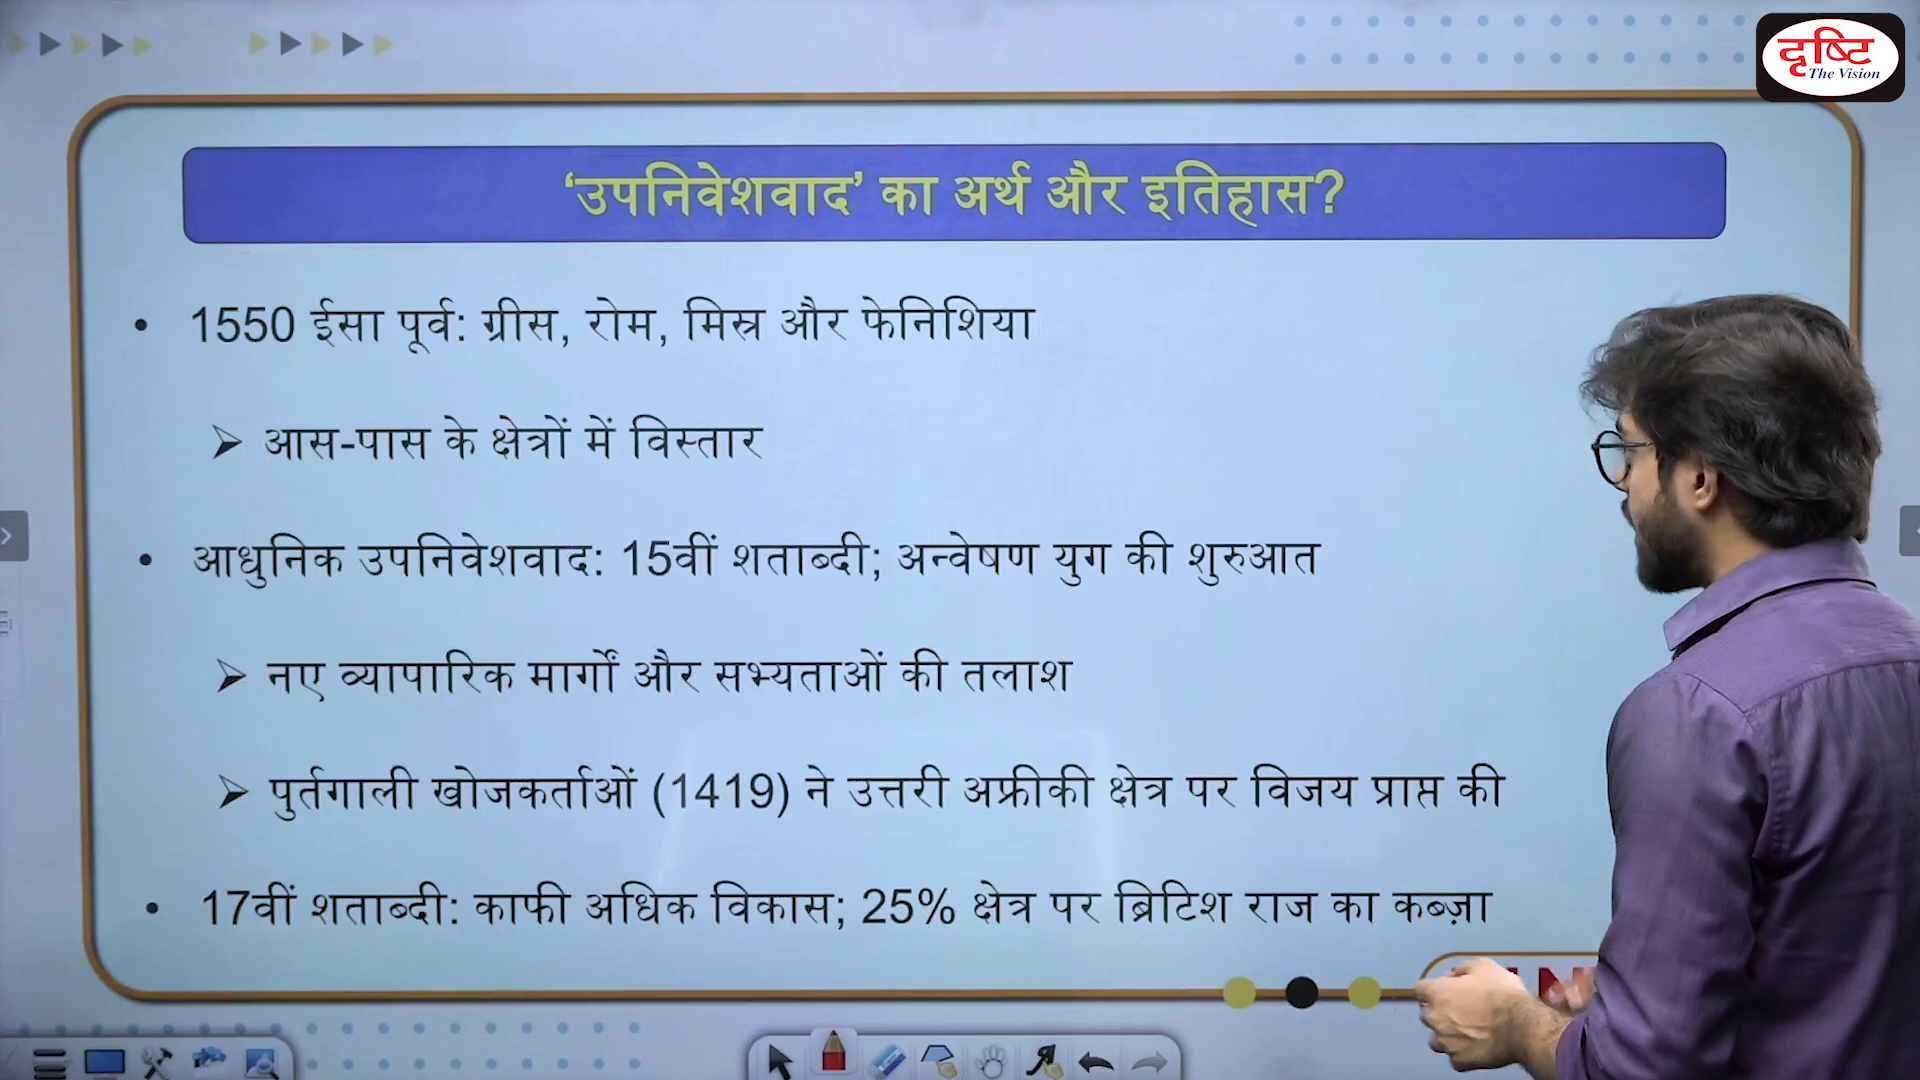 दृष्टि
The Vision
‘उपनिवेशवाद’ का अर्थ और इतिहास?
• 1550 ईसा पूर्व: ग्रीस, रोम, मिस्र और फेनिशिया
➢ आस-पास के क्षेत्रों में विस्तार
• आधुनिक उपनिवेशवाद: 15वीं शताब्दी; अन्वेषण युग की शुरुआत
➢ नए व्यापारिक मार्गों और सभ्यताओं की तलाश
➢ पुर्तगाली खोजकर्ताओं (1419) ने उत्तरी अफ्रीकी क्षेत्र पर विजय प्राप्त की
• 17वीं शताब्दी: काफी अधिक विकास; 25% क्षेत्र पर ब्रिटिश राज का कब्ज़ा